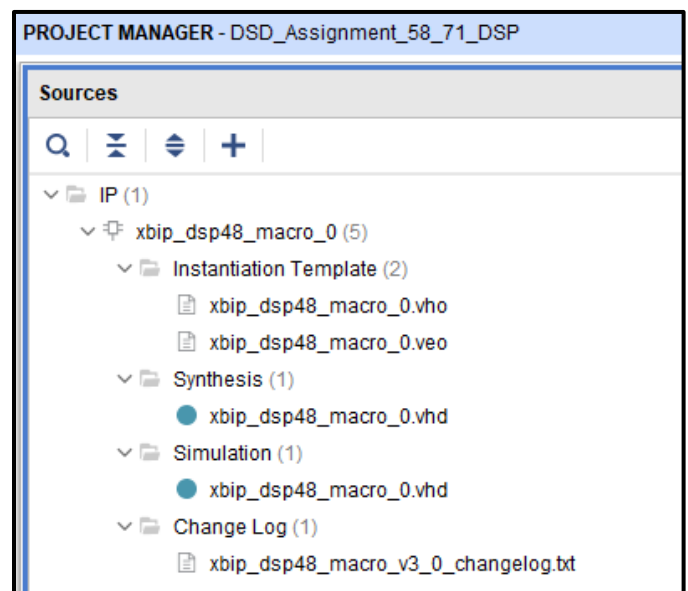 PROJECT MANAGER - DSD_Assignment_58_71_DSP
Sources
IP (1)
xbip_dsp48_macro_0 (5)
Instantiation Template (2)
xbip_dsp48_macro_0.vho
xbip_dsp48_macro_0.veo
Synthesis (1)
xbip_dsp48_macro_0.vhd
Simulation (1)
xbip_dsp48_macro_0.vhd
Change Log (1)
xbip_dsp48_macro_v3_0_changelog.txt